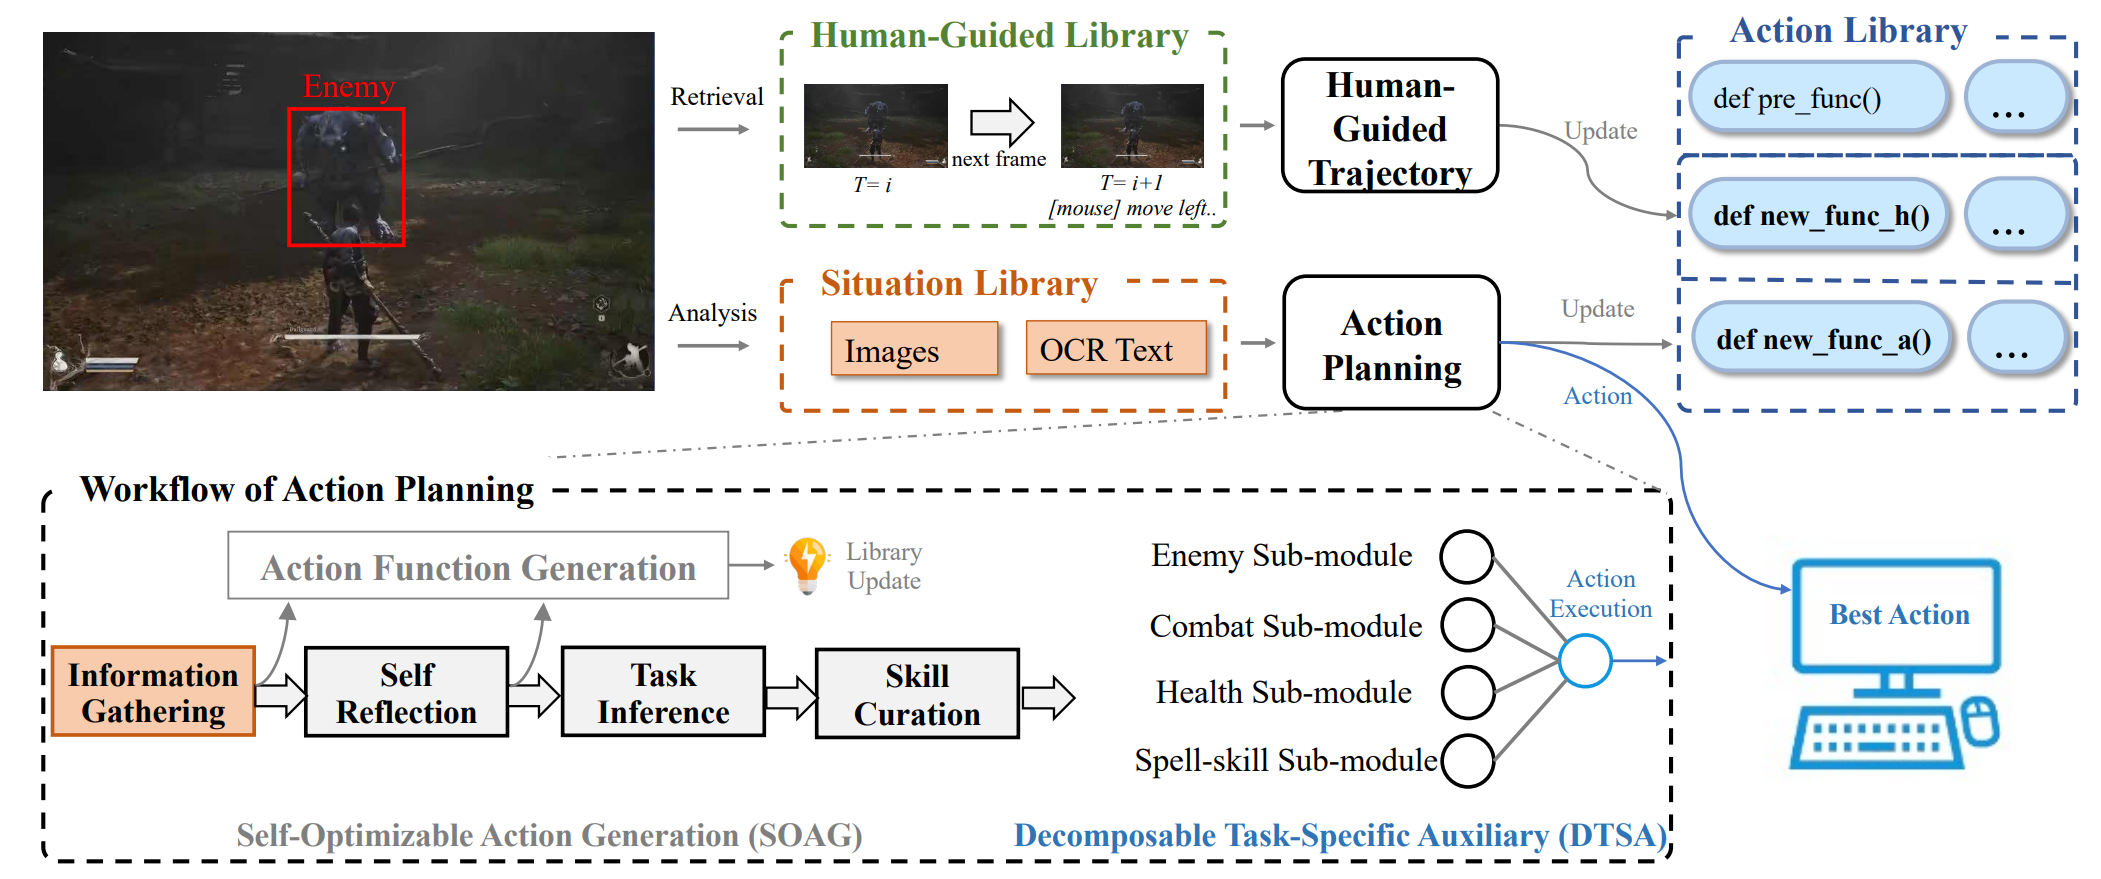 Enemy
Retrieval
Analysis
Human-Guided Library
next frame
T= i
T= i+1
[mouse] move left..
Situation Library
Images
OCR Text
Human-
Guided
Trajectory
Action
Planning
Update
Update
Action
Action Library
def pre_func()
...
def new_func_h()
...
def new_func_a()
...
Workflow of Action Planning
Action Function Generation
Library
Update
Information
Gathering
Self
Reflection
Task
Inference
Skill
Curation
Self-Optimizable Action Generation (SOAG)
Enemy Sub-module
Combat Sub-module
Health Sub-module
Spell-skill Sub-module
Action
Execution
Decomposable Task-Specific Auxiliary (DTSA)
Best Action